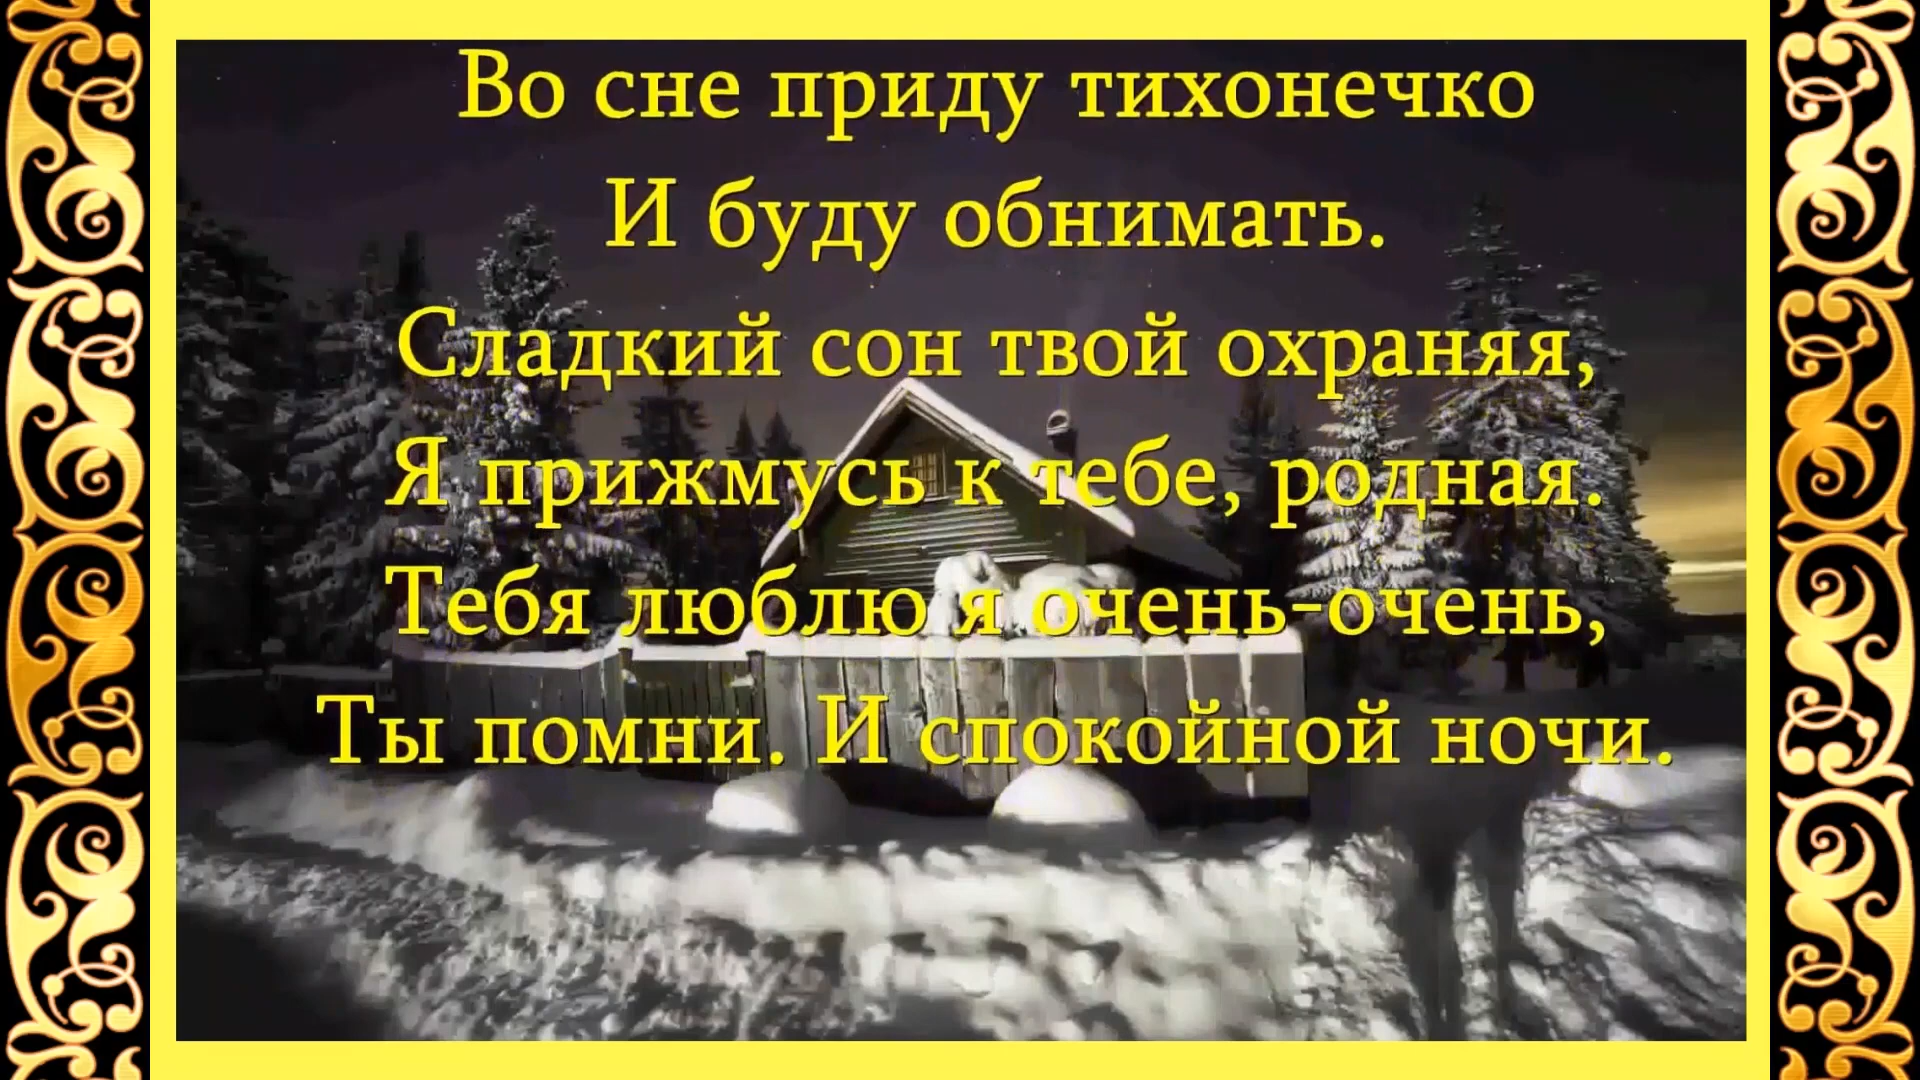 Во сне приду тихонечко
И буду обнимать.
Сладкий сон твой охраняя,
Я прижмусь к тебе, родная.
Тебя люблю я очень-очень,
Ты помни. И спокойной ночи.